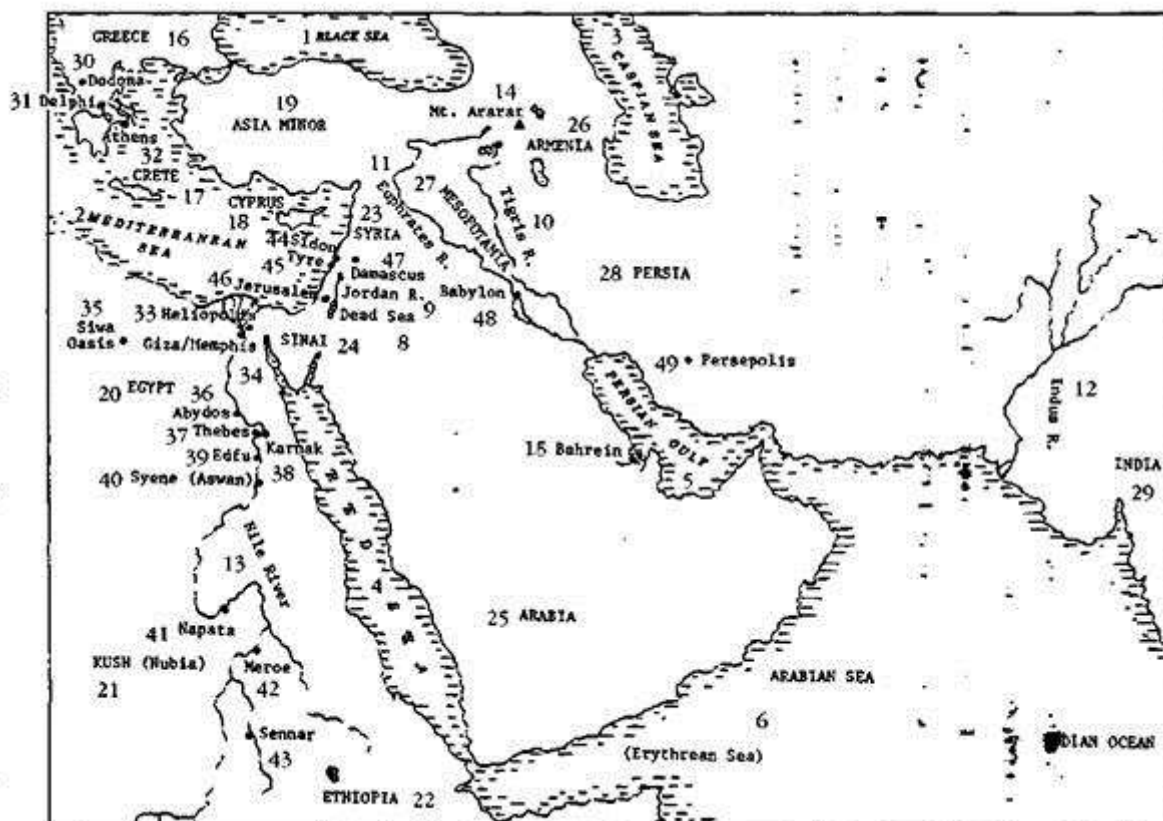 GREECE 16
1 BLACK SEA
3 CASPIAN SEA
30
Dodona
31 Delphi
Athens
32
19
ASIA MINOR
14
Mt. Ararat
26
ARMENIA
CRETE
17
11
27
MESOPOTAMIA
Euphrates R.
Tigris R.
10
CYPRUS
18
23
SYRIA
2 MEDITERRANEAN
SEA
44 Sidon
45 Tyre
47
Damascus
28 PERSIA
46 Jerusalem
Jordan R.
9
Babylon
48
Dead Sea
8
35
Siwa
Oasis
33 Heliopolis
Giza/Memphis
34
SINAI
24
49 Persepolis
Indus R.
12
20 EGYPT
36
Abydos
37 Thebes
Karnak
38
39 Edfu
40 Syene (Aswan)
PERSIAN GULF
5
15 Bahrein
INDIA
29
13
Nile River
RED SEA
4
25 ARABIA
41 Napata
KUSH (Nubia)
21
Meroe
42
ARABIAN SEA
6
(Erythrean Sea)
Sennar
43
DIAN OCEAN
ETHIOPIA 22